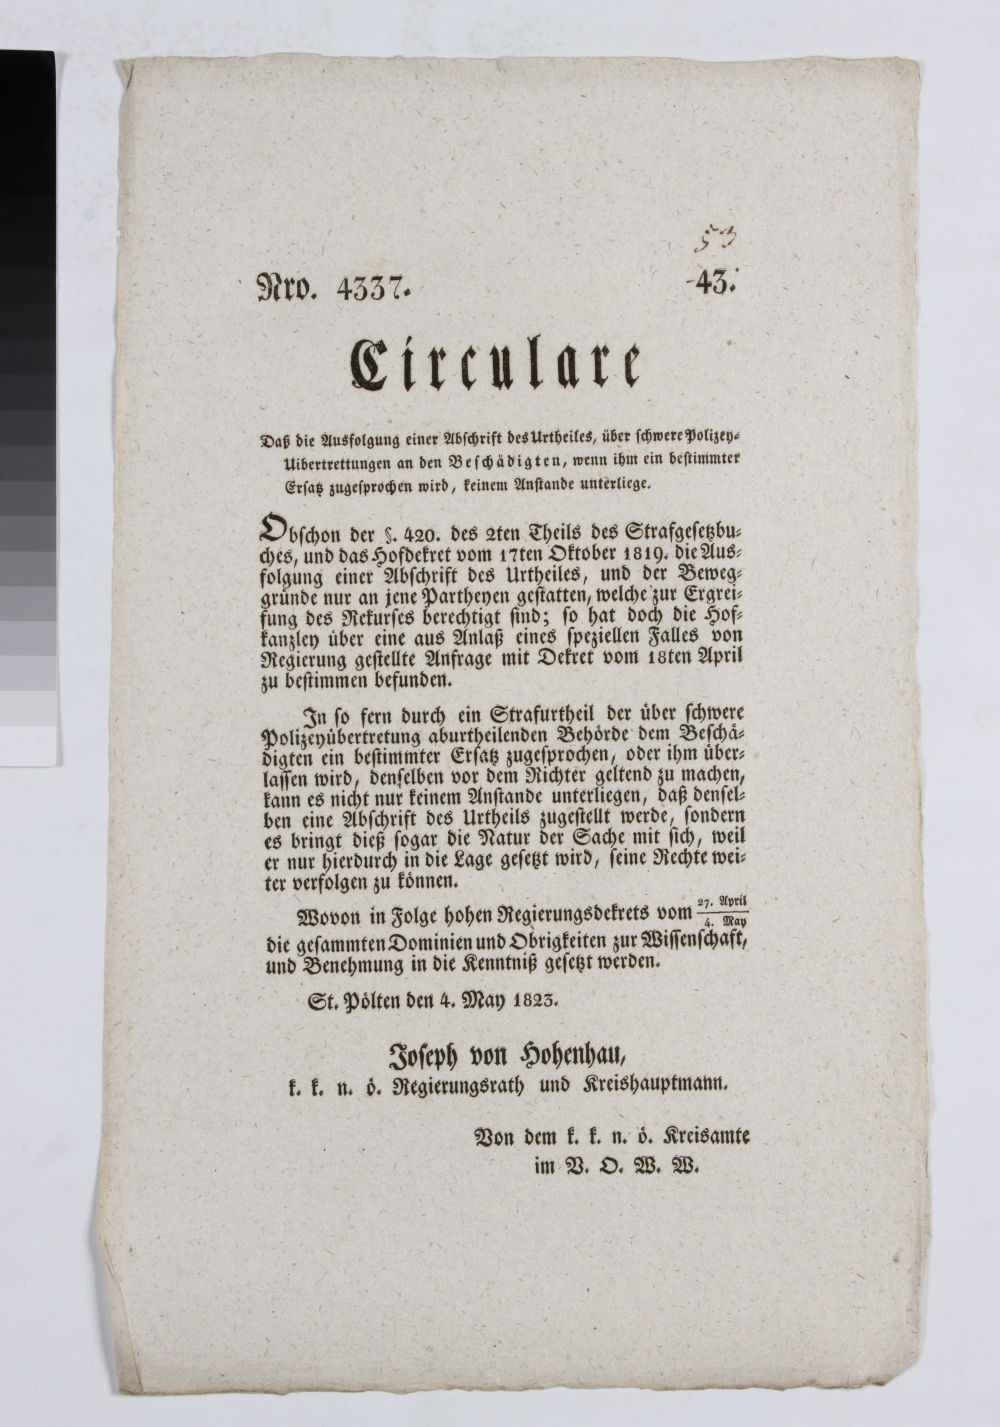 53
Nro. 4337. 43.
Circulare
Daß die Ausfolgung einer Abschrift des Urtheiles, über schwere Polizey-
Uibertrettungen an den Beschädigten, wenn ihm ein bestimmter
Ersatz zugesprochen wird, keinem Anstande unterliege.
Obschon der §. 420. des 2ten Theils des Strafgesetzbu-
ches, und das Hofdekret vom 17ten Oktober 1819. die Aus-
folgung einer Abschrift des Urtheiles, und der Beweg-
gründe nur an jene Partheyen gestatten, welche zur Ergrei-
fung des Rekurses berechtigt sind; so hat doch die Hof-
kanzley über eine aus Anlaß eines speziellen Falles von
Regierung gestellte Anfrage mit Dekret vom 18ten April
zu bestimmen befunden.
In so fern durch ein Strafurtheil der über schwere
Polizeyübertretung aburtheilenden Behörde dem Beschä-
digten ein bestimmter Ersatz zugesprochen, oder ihm über-
lassen wird, denselben vor dem Richter geltend zu machen,
kann es nicht nur keinem Anstande unterliegen, daß densel-
ben eine Abschrift des Urtheils zugestellt werde, sondern
es bringt dieß sogar die Natur der Sache mit sich, weil
er nur hierdurch in die Lage gesetzt wird, seine Rechte wei-
ter verfolgen zu können.
Wovon in Folge hohen Regierungsdekrets vom 27. April / 4. May
die gesammten Dominien und Obrigkeiten zur Wissenschaft,
und Benehmung in die Kenntniß gesetzt werden.
St. Pölten den 4. May 1823.
Joseph von Hohenhau,
k. k. n. ö. Regierungsrath und Kreishauptmann.
Von dem k. k. n. ö. Kreisamte
im V. O. W. W.